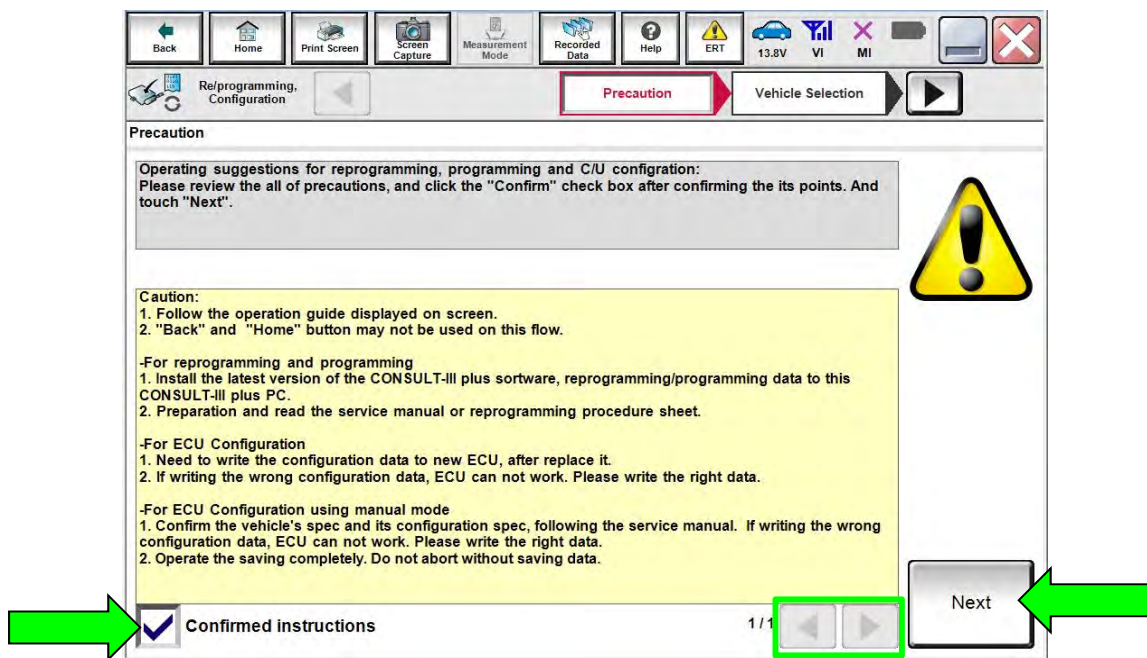 Back
Home
Print Screen
Screen Capture
Measurement Mode
Recorded Data
Help
ERT
13.8V
VI
MI
Re/programming, Configuration
Precaution
Vehicle Selection
Precaution
Operating suggestions for reprogramming, programming and C/U configration:
Please review the all of precautions, and click the "Confirm" check box after confirming the its points. And
touch "Next".
Caution:
1. Follow the operation guide displayed on screen.
2. "Back" and "Home" button may not be used on this flow.
-For reprogramming and programming
1. Install the latest version of the CONSULT-III plus sortware, reprogramming/programming data to this
CONSULT-III plus PC.
2. Preparation and read the service manual or reprogramming procedure sheet.
-For ECU Configuration
1. Need to write the configuration data to new ECU, after replace it.
2. If writing the wrong configuration data, ECU can not work. Please write the right data.
-For ECU Configuration using manual mode
1. Confirm the vehicle's spec and its configuration spec, following the service manual. If writing the wrong
configuration data, ECU can not work. Please write the right data.
2. Operate the saving completely. Do not abort without saving data.
Confirmed instructions
1/1
Next